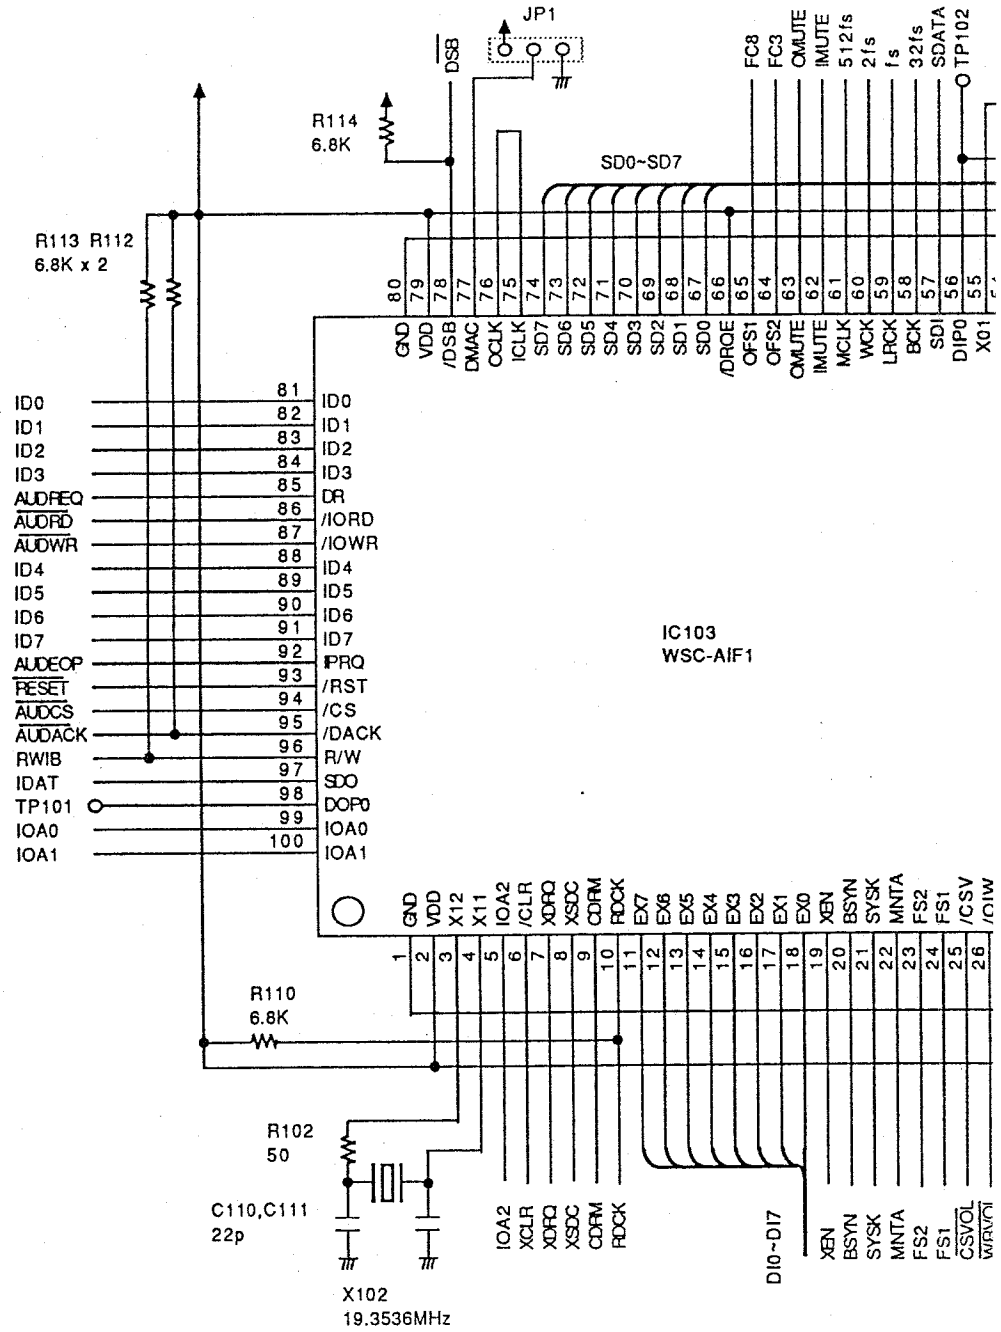 JP1
DSB
FC8
FC3
OMUTE
IMUTE
512fs
2fs
fs
32fs
SDATA
TP102
R114
6.8K
SD0~SD7
R113 R112
6.8K x 2
80
79
78
77
76
75
74
73
72
71
70
69
68
67
66
65
64
63
62
61
60
59
58
57
56
55
GND
VDD
/DSB
DMAC
OCLK
ICLK
SD7
SD6
SD5
SD4
SD3
SD2
SD1
SD0
/DRQE
OFS1
OFS2
OMUTE
IMUTE
MCLK
WCK
LRCK
BCK
SDI
DIP0
X01
ID0 81 ID0
ID1 82 ID1
ID2 83 ID2
ID3 84 ID3
AUDREQ 85 DR
AUDRD 86 /IORD
AUDWR 87 /IOWR
ID4 88 ID4
ID5 89 ID5
ID6 90 ID6
ID7 91 ID7
AUDEOP 92 IPRQ
RESET 93 /RST
AUDCS 94 /CS
AUDACK 95 /DACK
RWIB 96 R/W
IDAT 97 SDO
TP101 98 DOP0
IOA0 99 IOA0
IOA1 100 IOA1
IC103
WSC-AIF1
GND
VDD
X12
X11
IOA2
/CLR
XDRQ
XSDC
CDRM
RDCK
EX7
EX6
EX5
EX4
EX3
EX2
EX1
EX0
XEN
BSYN
SYSK
MNTA
FS2
FS1
/CSV
1
2
3
4
5
6
7
8
9
10
11
12
13
14
15
16
17
18
19
20
21
22
23
24
25
26
R110
6.8K
R102
50
C110,C111
22p
X102
19.3536MHz
IOA2
XCLR
XDRQ
XSDC
CDRM
RDCK
DI0~DI7
XEN
BSYN
SYSK
MNTA
FS2
FS1
CSVOL